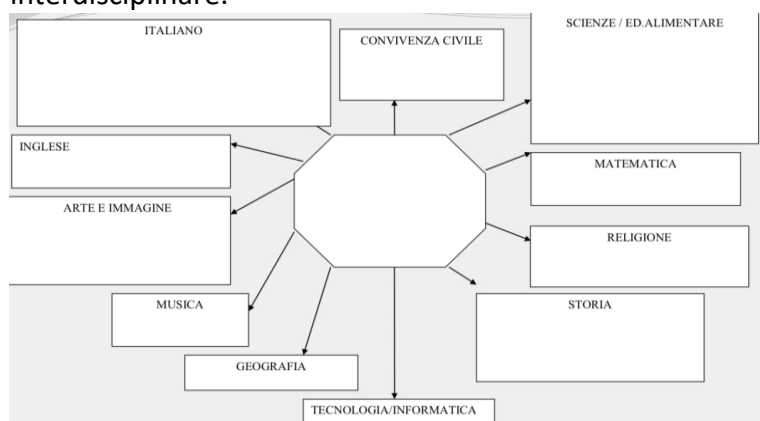 interdisciplinare:
ITALIANO
CONVIVENZA CIVILE
SCIENZE / ED.ALIMENTARE
INGLESE
MATEMATICA
ARTE E IMMAGINE
RELIGIONE
MUSICA
STORIA
GEOGRAFIA
TECNOLOGIA/INFORMATICA